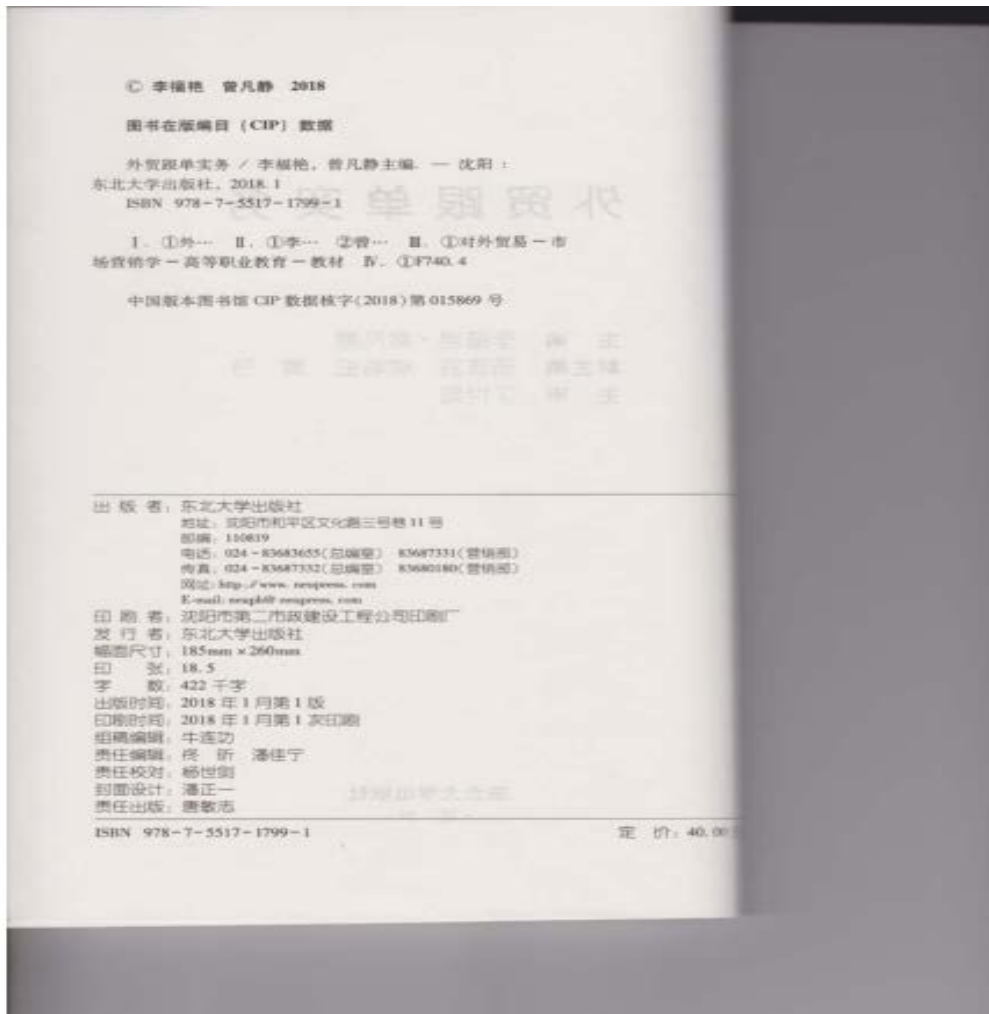 © 李福艳 曾凡静 2018
图书在版编目(CIP)数据
外贸跟单实务 / 李福艳,曾凡静主编. — 沈阳 :
东北大学出版社,2018.1
ISBN 978-7-5517-1799-1
Ⅰ. ①外… Ⅱ. ①李… ②曾… Ⅲ. ①对外贸易-市
场营销学-高等职业教育-教材 Ⅳ. ①F740.4
中国版本图书馆 CIP 数据核字(2018)第 015869 号
出 版 者:东北大学出版社
地址:沈阳市和平区文化路三号巷 11 号
邮编:110819
电话:024-83683655(总编室) 83687331(营销部)
传真:024-83687332(总编室) 83680180(营销部)
网址:http://www.neupress.com
E-mail:neuph@neupress.com
印 刷 者:沈阳市第二市政建设工程公司印刷厂
发 行 者:东北大学出版社
幅面尺寸:185mm×260mm
印 张:18.5
字 数:422 千字
出版时间:2018 年 1 月第 1 版
印刷时间:2018 年 1 月第 1 次印刷
组稿编辑:牛连功
责任编辑:佟 昕 潘佳宁
责任校对:杨世剑
封面设计:潘正一
责任出版:唐敏志
ISBN 978-7-5517-1799-1 定 价:40.00